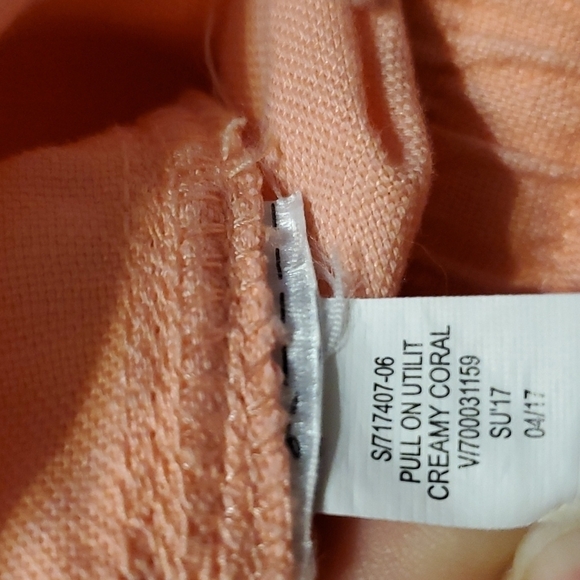 S/717407-06
PULL ON UTILIT
CREAMY CORAL
V/700031159
SU'17
04/17